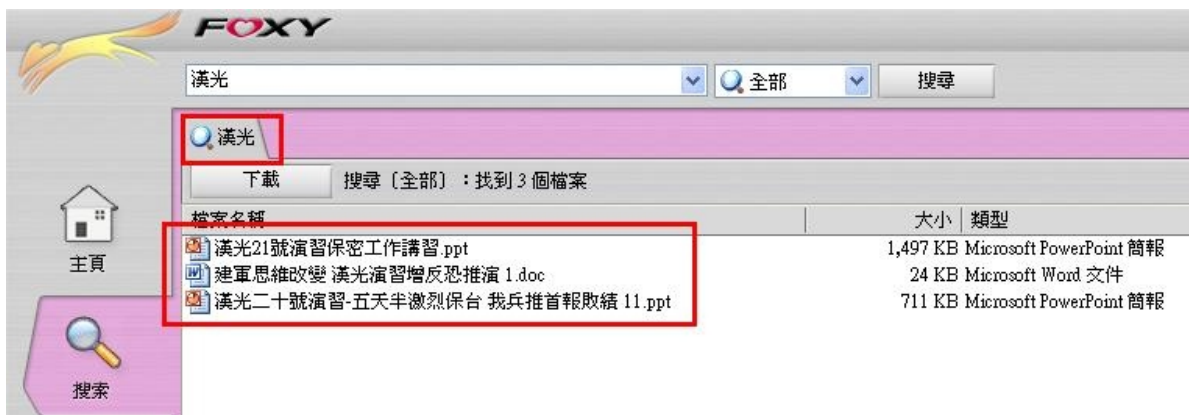 FOXY
漢光 全部 搜尋
漢光
下載 搜尋〔全部〕：找到 3 個檔案
檔案名稱 大小 類型
漢光21號演習保密工作講習.ppt 1,497 KB Microsoft PowerPoint 簡報
建軍思維改變 漢光演習增反恐推演 1.doc 24 KB Microsoft Word 文件
漢光二十號演習-五天半激烈保台 我兵推首報敗績 11.ppt 711 KB Microsoft PowerPoint 簡報
主頁
搜索